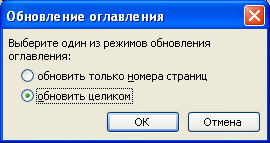 Обновление оглавления
Выберите один из режимов обновления
оглавления:
обновить только номера страниц
обновить целиком
ОК
Отмена